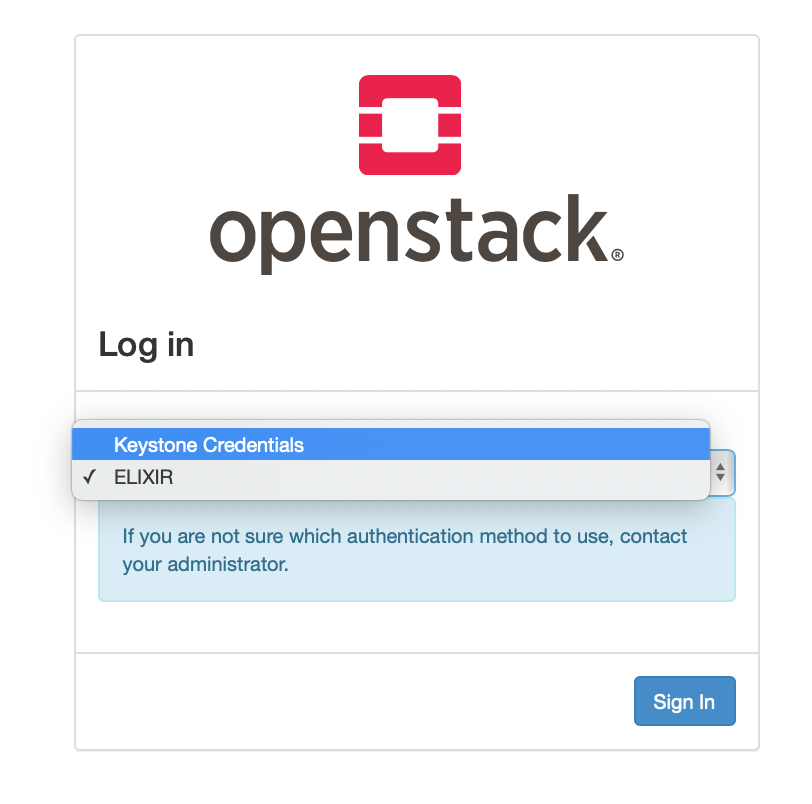 openstack®
Log in
Keystone Credentials
✓ ELIXIR
If you are not sure which authentication method to use, contact
your administrator.
Sign In